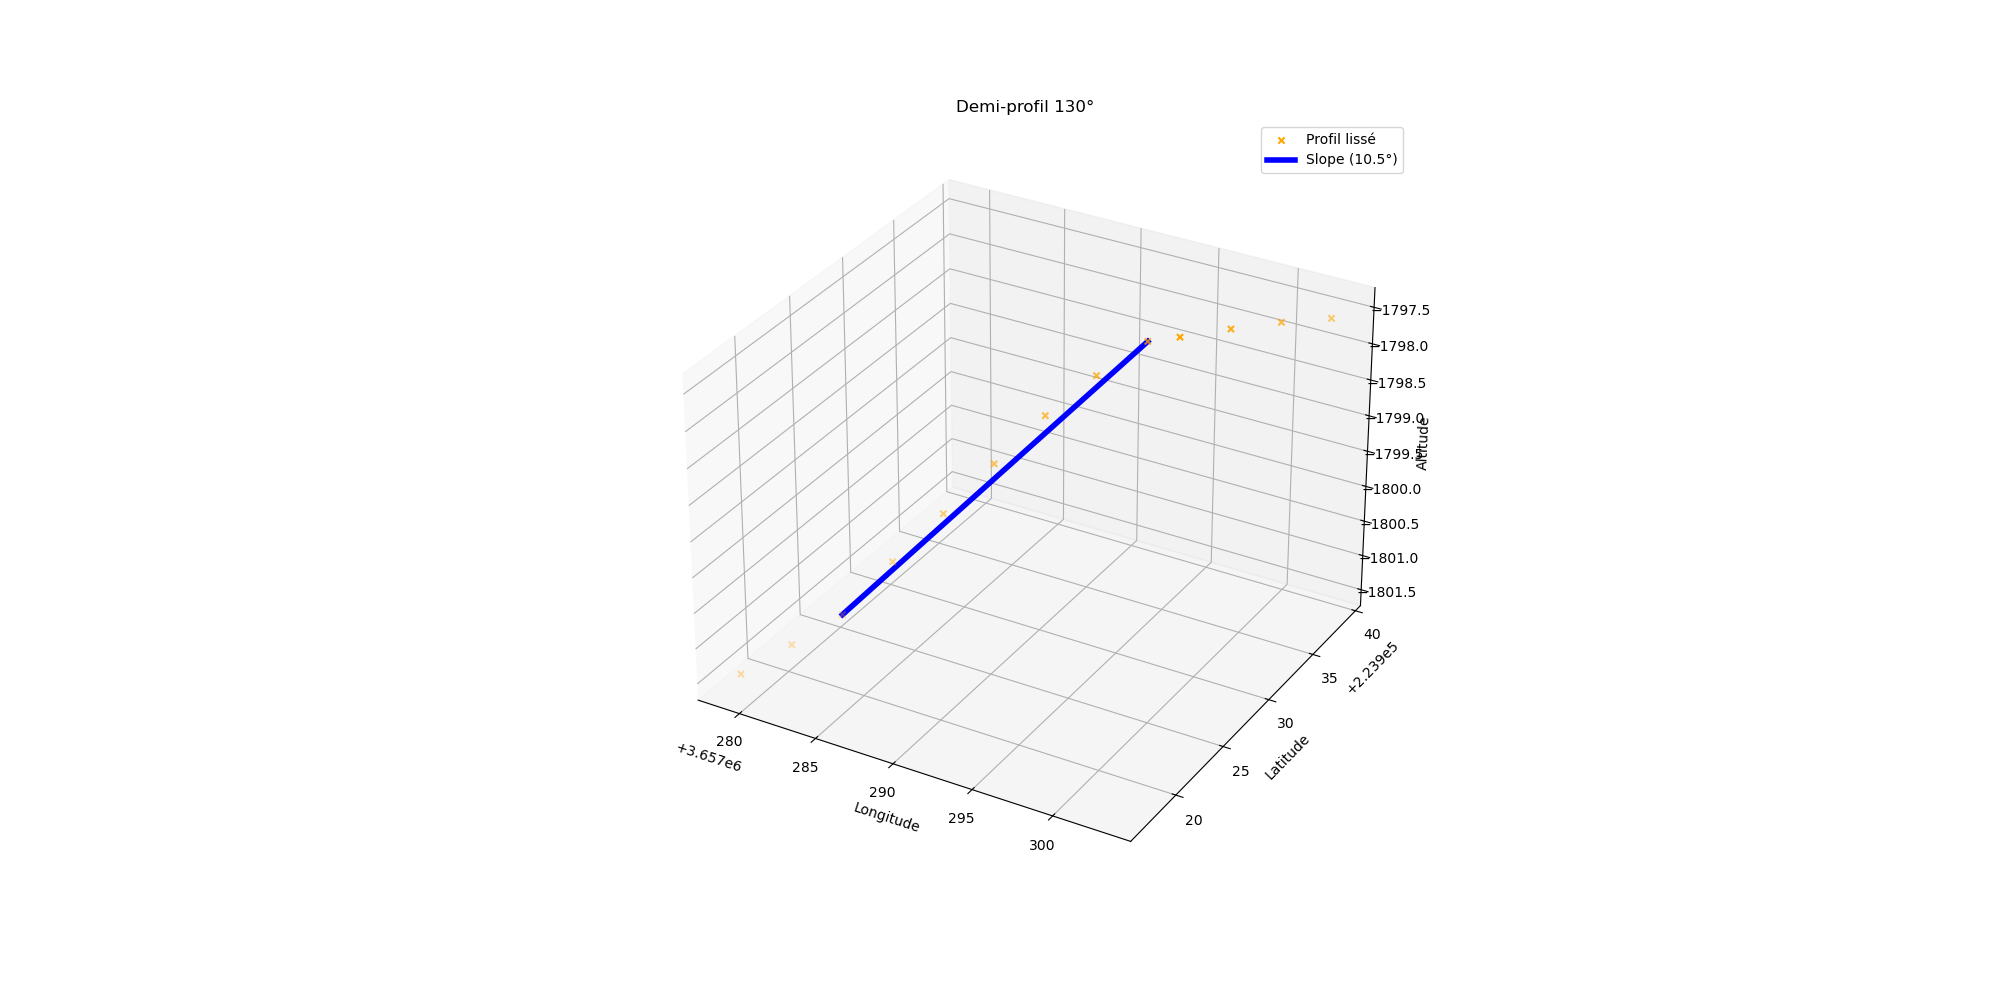 Demi-profil 130°
Profil lissé
Slope (10.5°)
−1797.5
−1798.0
−1798.5
−1799.0
−1799.5
−1800.0
−1800.5
−1801.0
−1801.5
Altitude
40
35
30
25
20
+2.239e5
Latitude
280
285
290
295
300
+3.657e6
Longitude